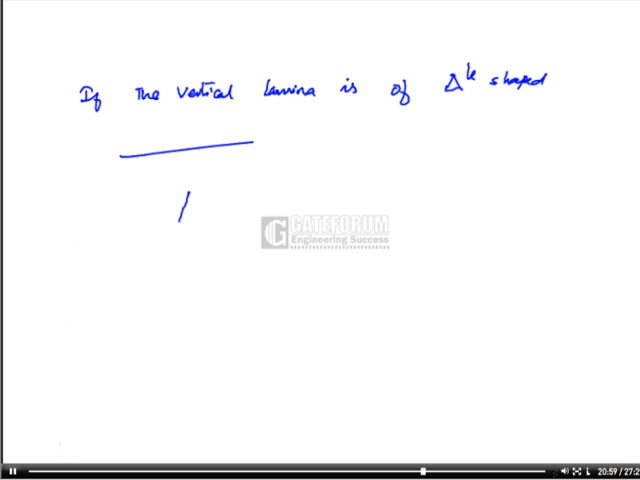 If the vertical lamina is of Δle shaped
GATEFORUM
Engineering Success
20:59 / 27:2